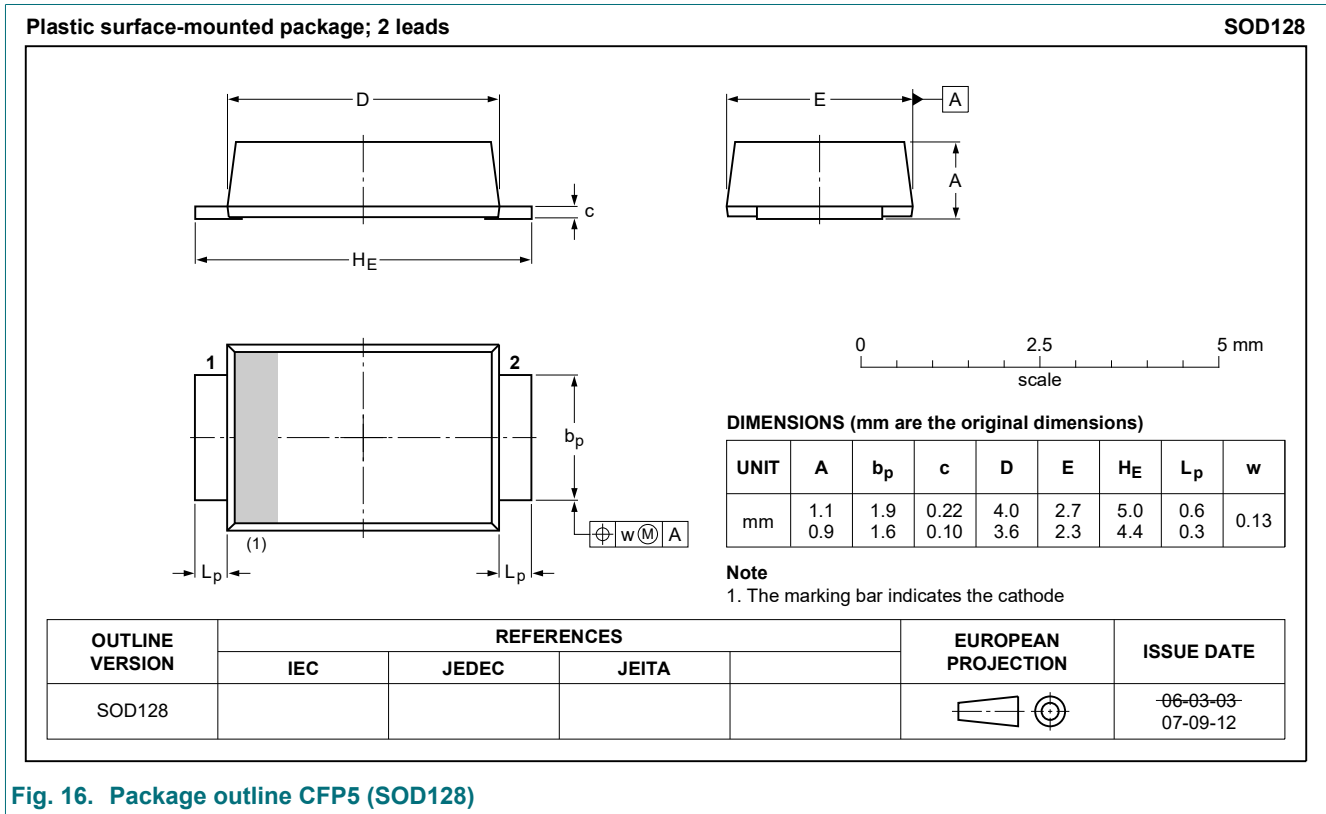 Plastic surface-mounted package; 2 leads SOD128
D
E
A
A
c
HE
0 2.5 5 mm
scale
1 2
bp
w M A
(1)
Lp Lp
DIMENSIONS (mm are the original dimensions)
UNIT A bp c D E HE Lp w
mm 1.1 1.9 0.22 4.0 2.7 5.0 0.6 0.13
0.9 1.6 0.10 3.6 2.3 4.4 0.3
Note
1. The marking bar indicates the cathode
OUTLINE VERSION REFERENCES EUROPEAN PROJECTION ISSUE DATE
IEC JEDEC JEITA
SOD128 06-03-03
07-09-12
Fig. 16. Package outline CFP5 (SOD128)